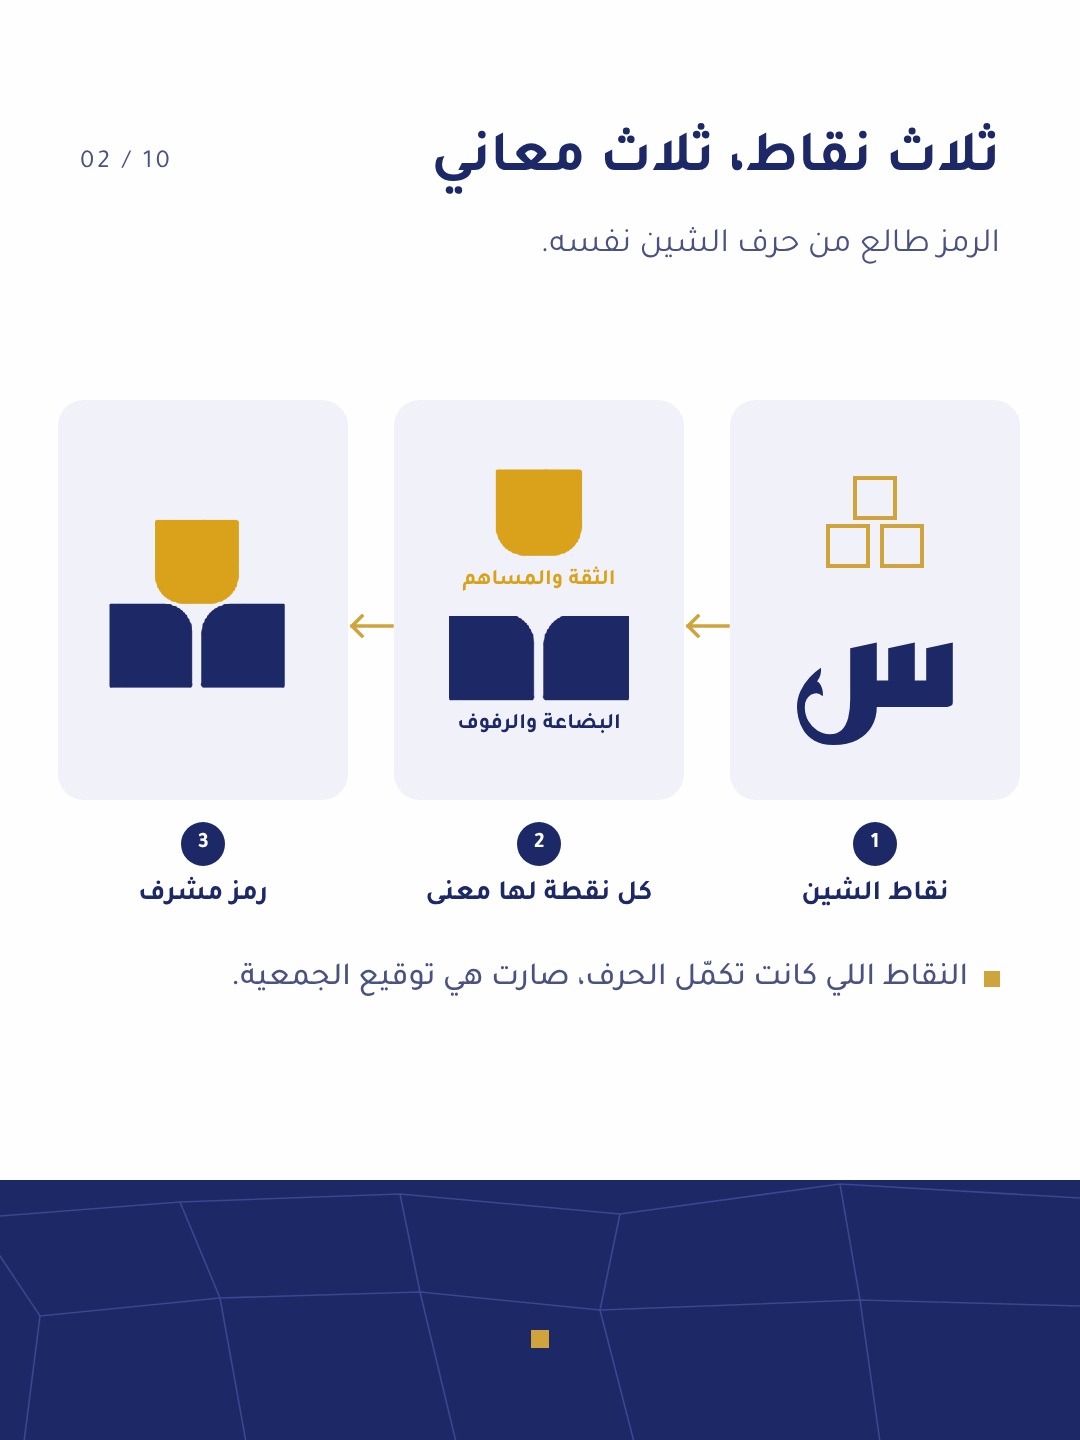 ثلاث نقاط، ثلاث معاني
02 / 10
الرمز طالع من حرف الشين نفسه.
س
الثقة والمساهم
البضاعة والرفوف
1
نقاط الشين
2
كل نقطة لها معنى
3
رمز مشرف
النقاط اللي كانت تكمّل الحرف، صارت هي توقيع الجمعية.